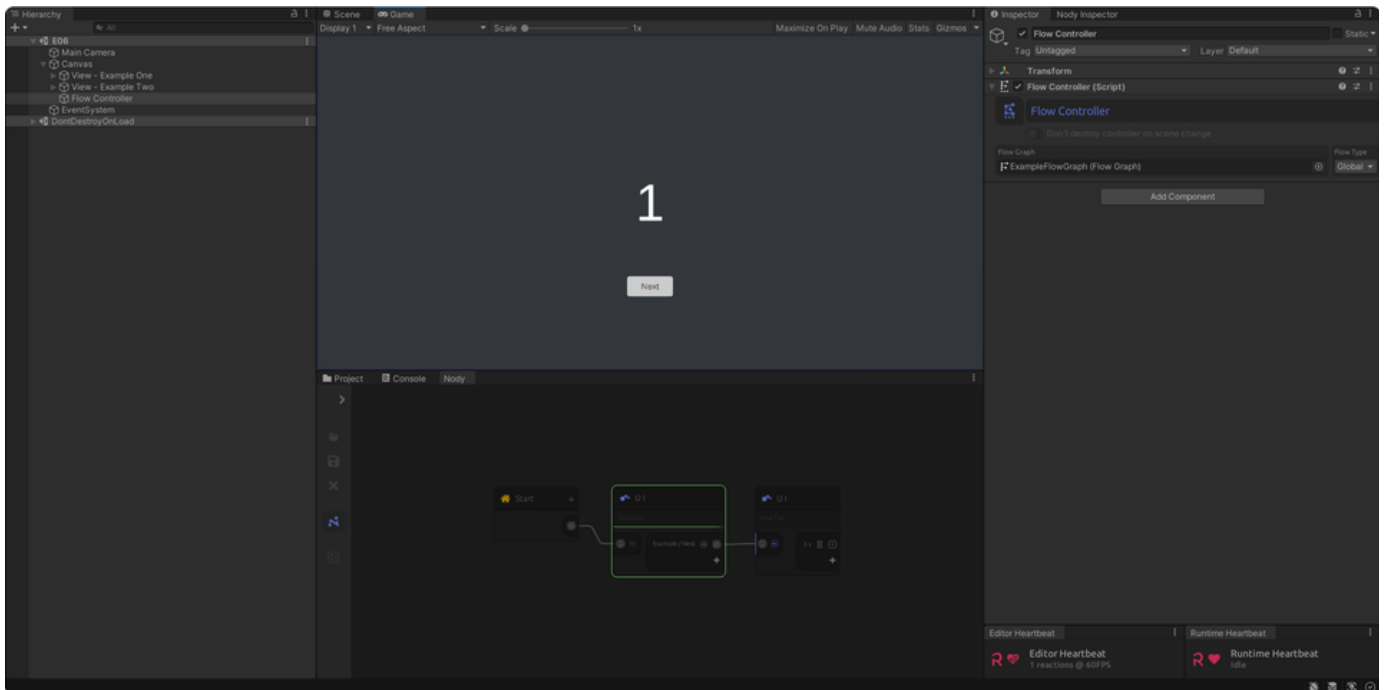 Hierarchy
All
E06
Main Camera
Canvas
View - Example One
View - Example Two
Flow Controller
EventSystem
DontDestroyOnLoad
Scene
Game
Display 1
Free Aspect
Scale
1x
Maximize On Play
Mute Audio
Stats
Gizmos
1
Next
Project
Console
Nody
Start
UI
Example / Next
UI
3s
Inspector
Nody Inspector
Flow Controller
Static
Tag Untagged
Layer Default
Transform
Flow Controller (Script)
Flow Controller
Don't destroy controller on scene change
Flow Graph
Flow Type
ExampleFlowGraph (Flow Graph)
Global
Add Component
Editor Heartbeat
Editor Heartbeat
1 reactions @ 60FPS
Runtime Heartbeat
Runtime Heartbeat
Idle